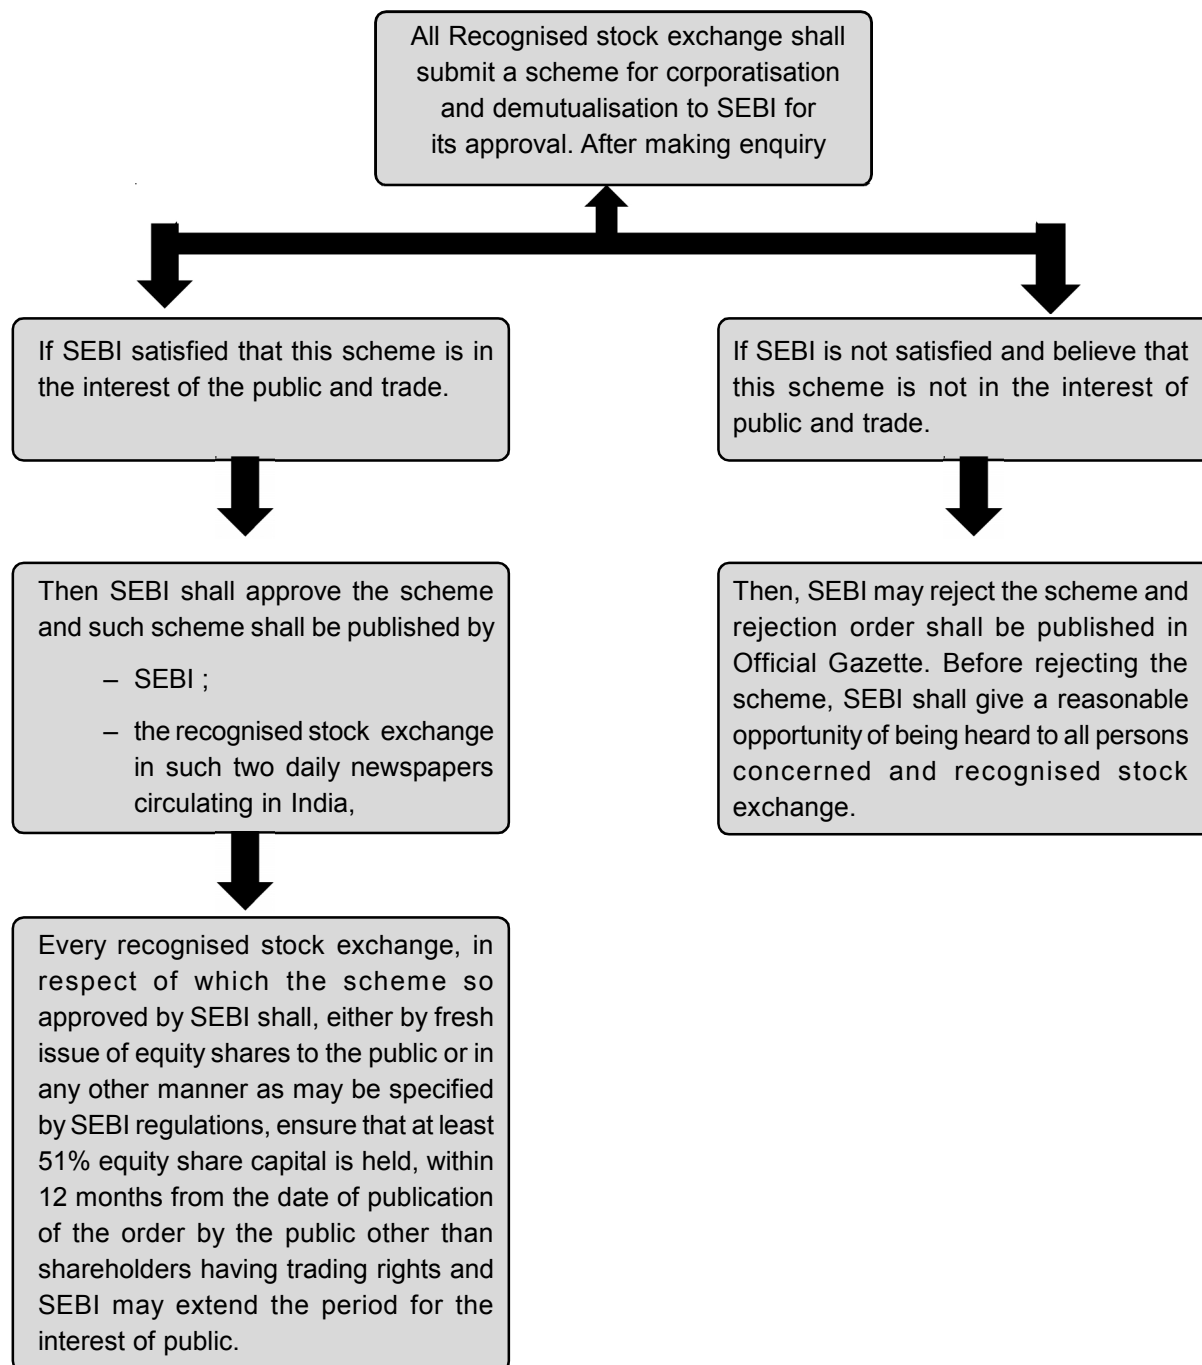 All Recognised stock exchange shall
submit a scheme for corporatisation
and demutualisation to SEBI for
its approval. After making enquiry
If SEBI satisfied that this scheme is in
the interest of the public and trade.
If SEBI is not satisfied and believe that
this scheme is not in the interest of
public and trade.
Then SEBI shall approve the scheme
and such scheme shall be published by
– SEBI ;
– the recognised stock exchange
in such two daily newspapers
circulating in India,
Then, SEBI may reject the scheme and
rejection order shall be published in
Official Gazette. Before rejecting the
scheme, SEBI shall give a reasonable
opportunity of being heard to all persons
concerned and recognised stock
exchange.
Every recognised stock exchange, in
respect of which the scheme so
approved by SEBI shall, either by fresh
issue of equity shares to the public or in
any other manner as may be specified
by SEBI regulations, ensure that at least
51% equity share capital is held, within
12 months from the date of publication
of the order by the public other than
shareholders having trading rights and
SEBI may extend the period for the
interest of public.